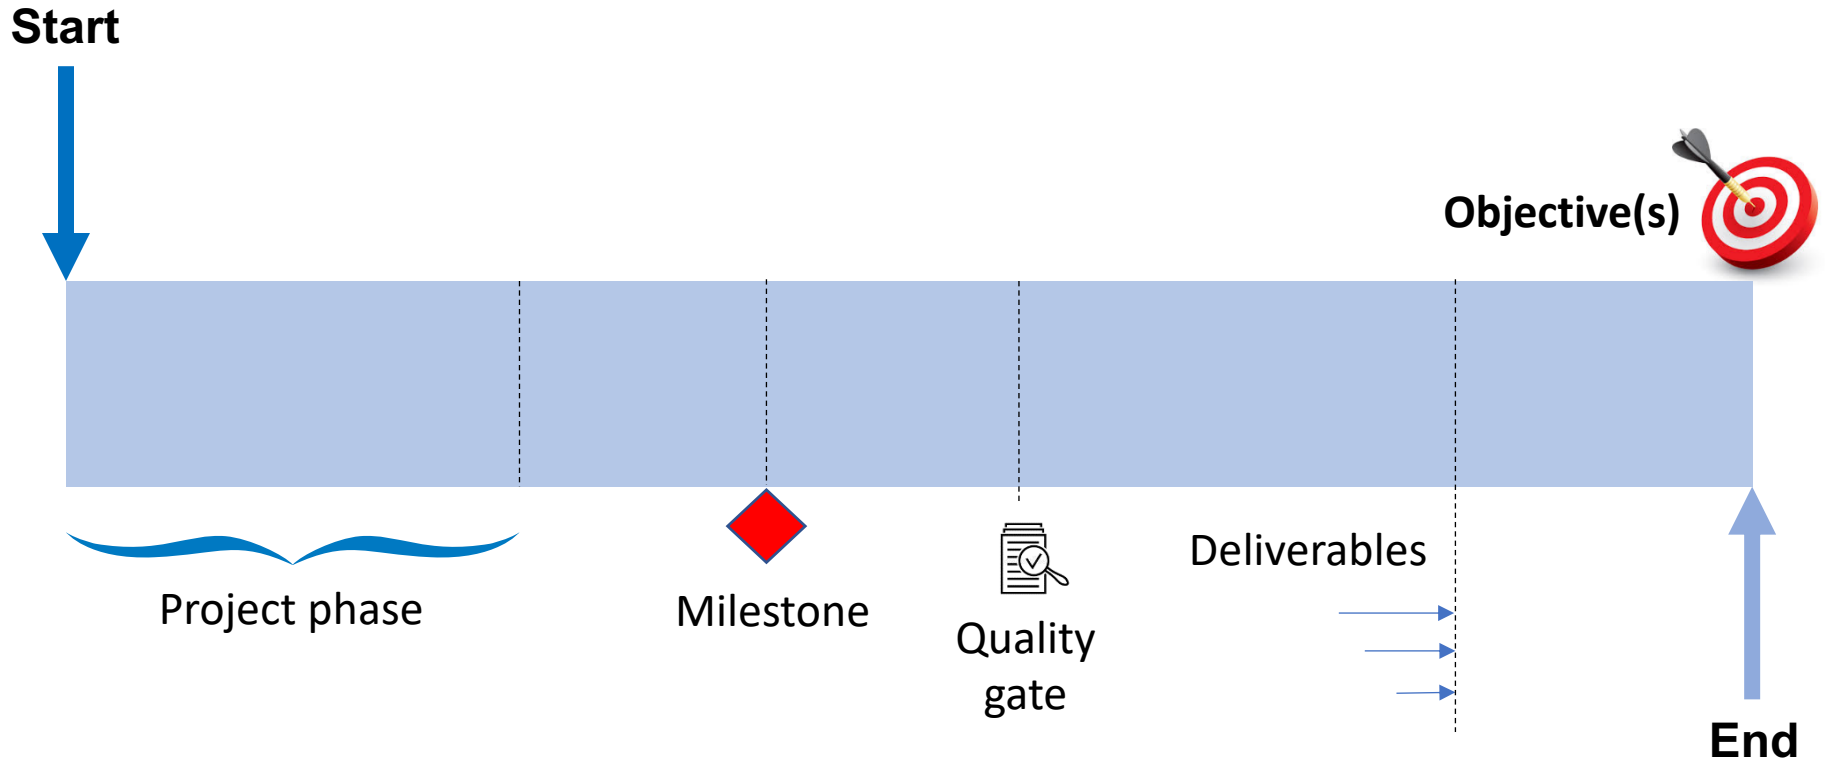 Start
Objective(s)
Project phase
Milestone
Quality
gate
Deliverables
End